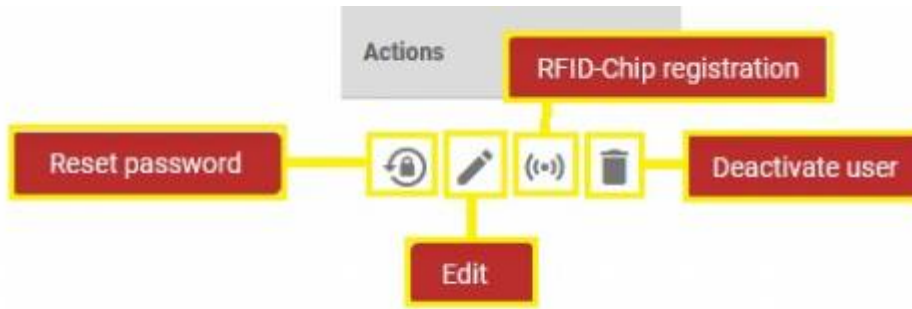 Actions
RFID-Chip registration
Reset password
Deactivate user
Edit